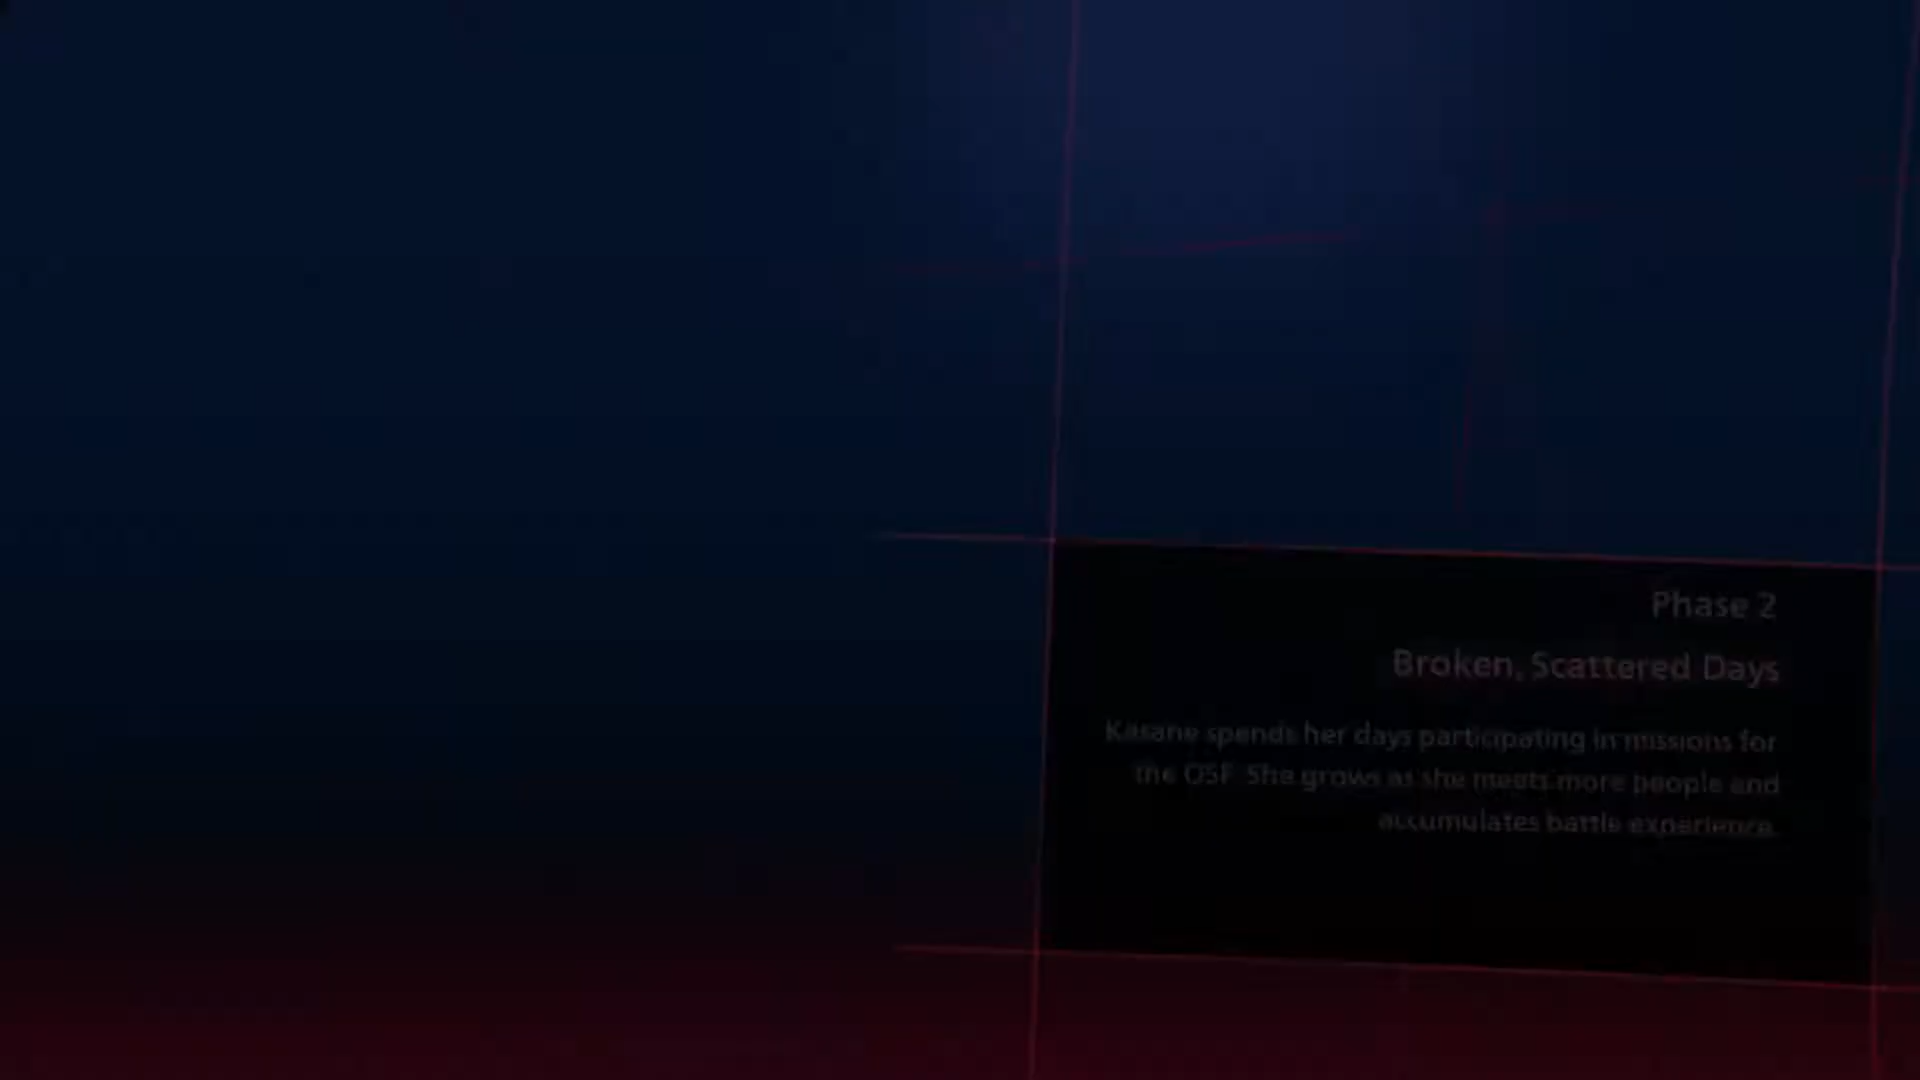 Phase 2
Broken, Scattered Days
Kasane spends her days participating in missions for
the OSF. She grows as she meets more people and
accumulates battle experience.